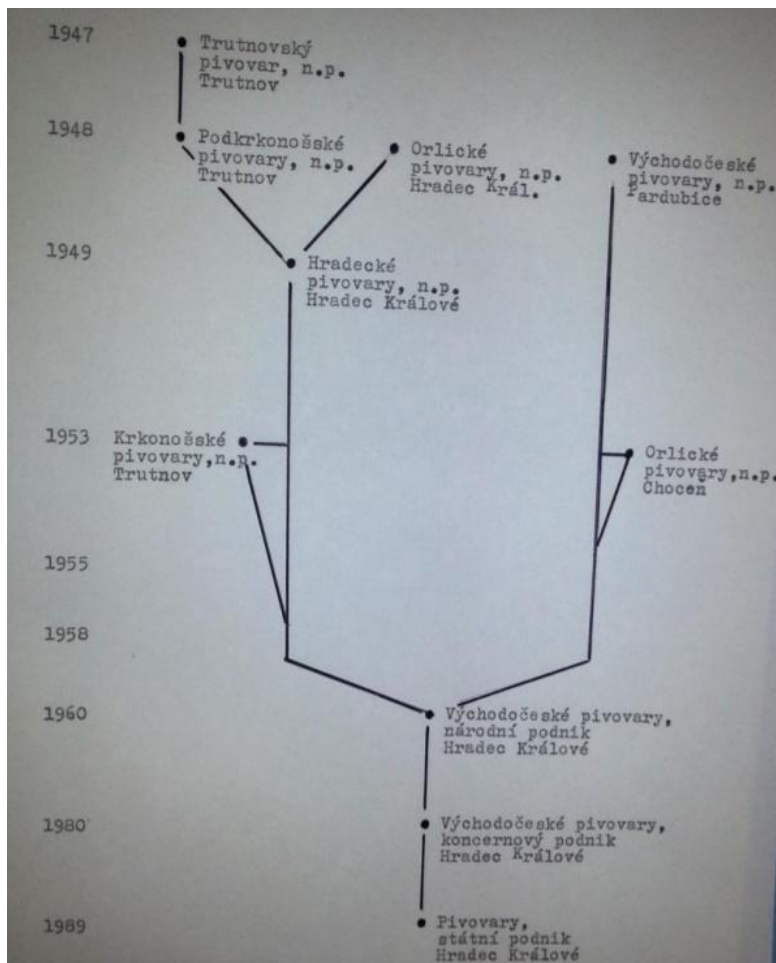 1947
Trutnovský
pivovar, n.p.
Trutnov
1948
Podkrkonošské
pivovary, n.p.
Trutnov
Orlické
pivovary, n.p.
Hradec Král.
Východočeské
pivovary, n.p.
Pardubice
1949
Hradecké
pivovary, n.p.
Hradec Králové
1953
Krkonošské
pivovary,n.p.
Trutnov
Orlické
pivovary,n.p.
Choceň
1955
1958
1960
Východočeské pivovary,
národní podnik
Hradec Králové
1980
Východočeské pivovary,
koncernový podnik
Hradec Králové
1989
Pivovary,
státní podnik
Hradec Králové